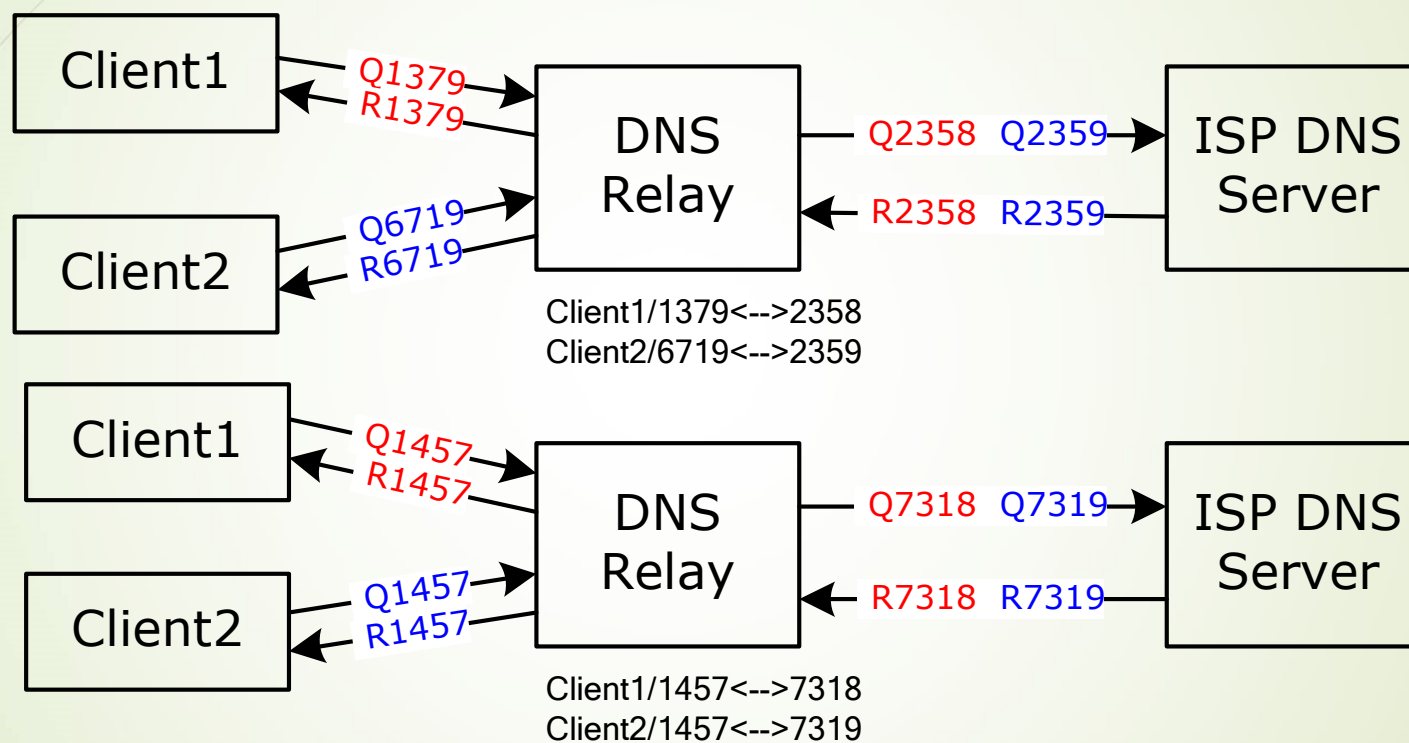 Client1
Q1379
R1379
DNS
Relay
Q2358 Q2359
R2358 R2359
ISP DNS
Server
Client2
Q6719
R6719
Client1/1379<-->2358
Client2/6719<-->2359
Client1
Q1457
R1457
DNS
Relay
Q7318 Q7319
R7318 R7319
ISP DNS
Server
Client2
Q1457
R1457
Client1/1457<-->7318
Client2/1457<-->7319